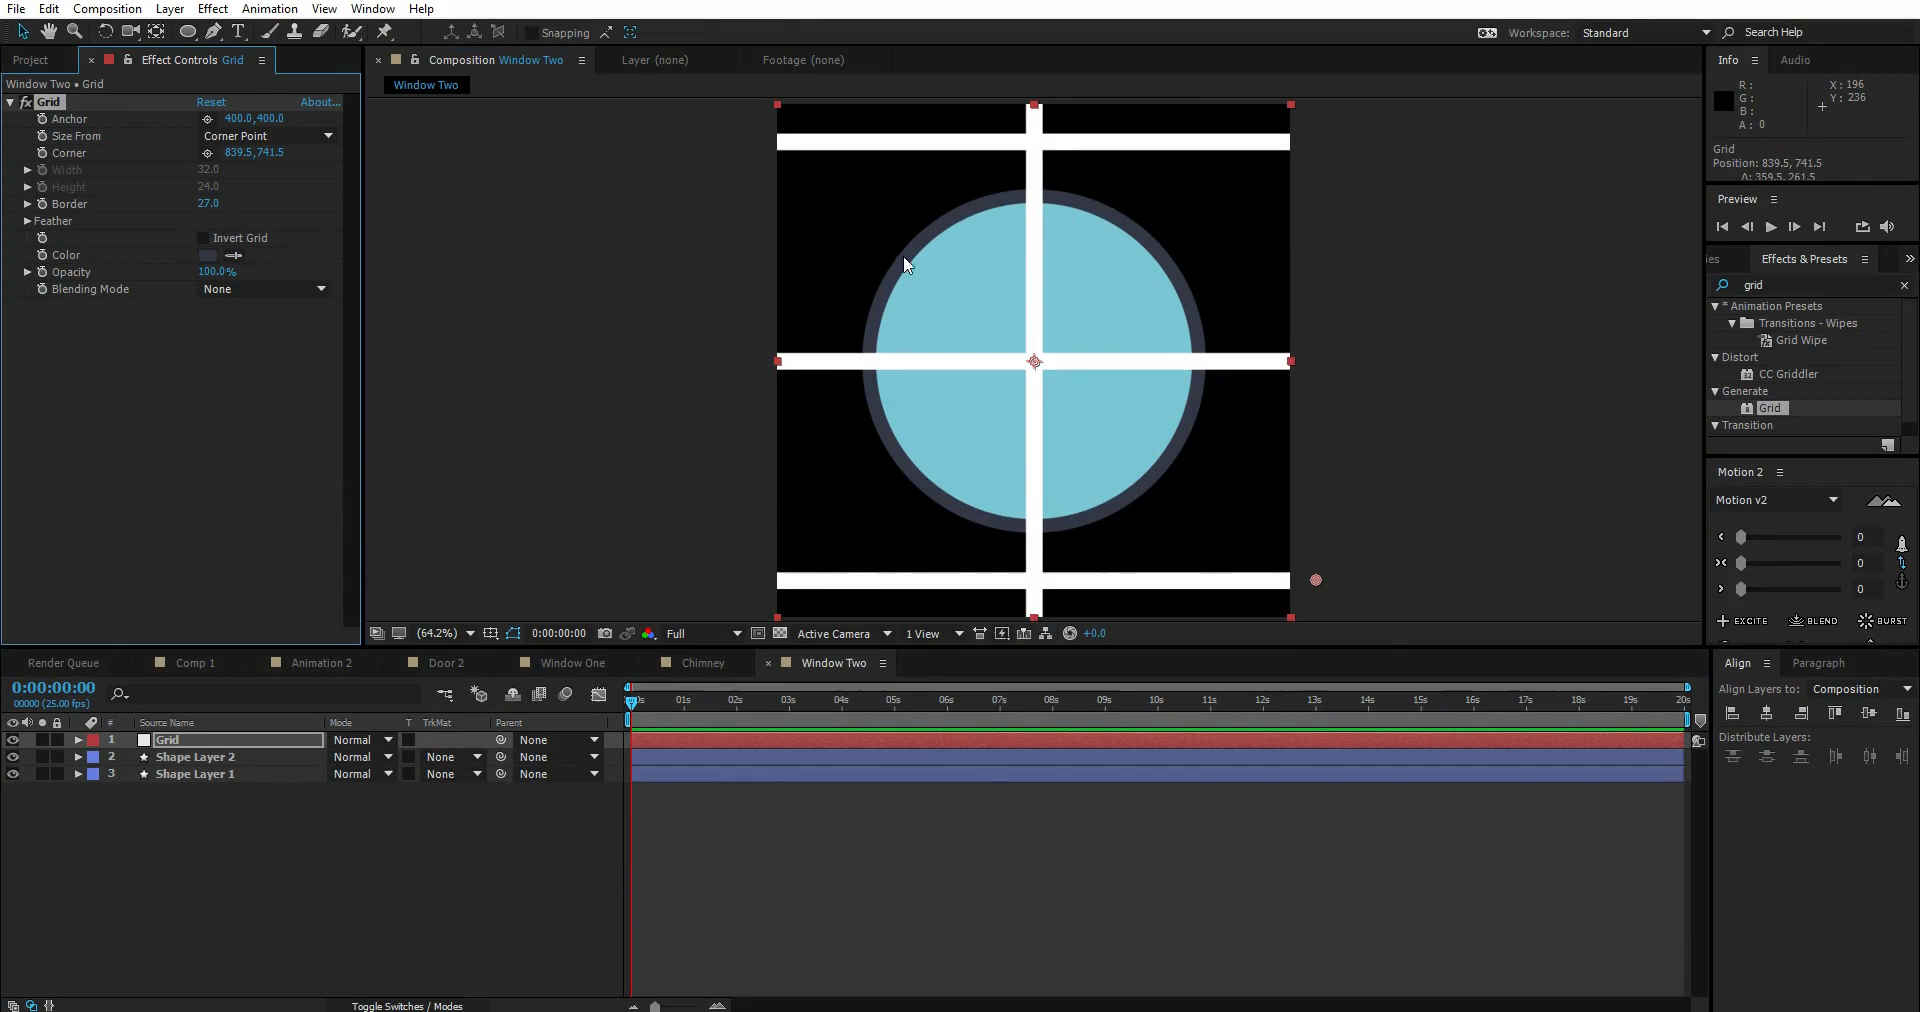 File Edit Composition Layer Effect Animation View Window Help
Snapping Workspace: Standard Search Help
Project Effect Controls Grid Composition Window Two Layer (none) Footage (none) Info Audio
Window Two • Grid Window Two
fx Grid Reset About...
Anchor 400.0,400.0
Size From Corner Point
Corner 839.5,741.5
Width 32.0
Height 24.0
Border 27.0
Feather
Invert Grid
Color
Opacity 100.0%
Blending Mode None
R: X: 196
G: Y: 236
B:
A: 0
Grid
Position: 839.5, 741.5
Δ: 359.5, 261.5
Preview
ies Effects & Presets
grid
* Animation Presets
Transitions - Wipes
Grid Wipe
Distort
CC Griddler
Generate
Grid
Transition
Motion 2
Motion v2
0
0
0
EXCITE BLEND BURST
(64.2%) 0:00:00:00 Full Active Camera 1 View +0.0
Render Queue Comp 1 Animation 2 Door 2 Window One Chimney Window Two Align Paragraph
0:00:00:00
00000 (25.00 fps)
Align Layers to: Composition
0s 01s 02s 03s 04s 05s 06s 07s 08s 09s 10s 11s 12s 13s 14s 15s 16s 17s 18s 19s 20s
# Source Name Mode T TrkMat Parent
1 Grid Normal None
2 Shape Layer 2 Normal None None
3 Shape Layer 1 Normal None None
Distribute Layers:
Toggle Switches / Modes